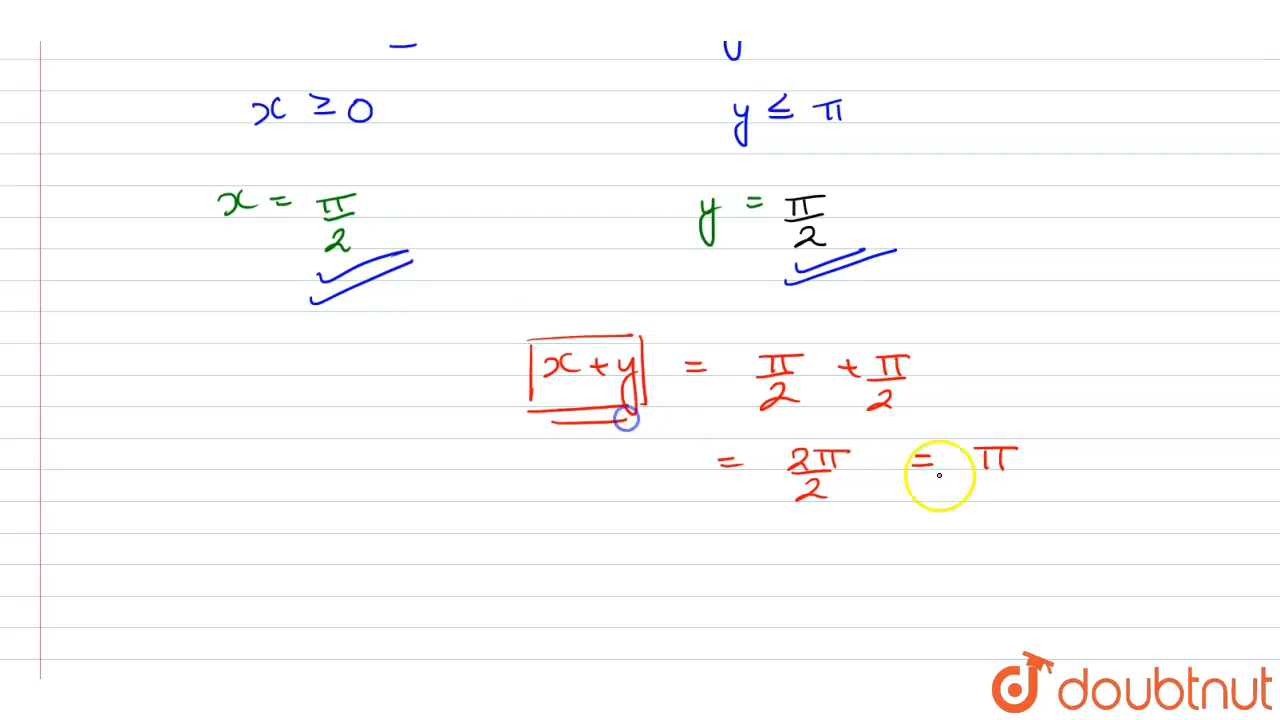 x ≥ 0 y ≤ π
x = π/2 y = π/2
x + y = π/2 + π/2
= 2π/2 = π
doubtnut